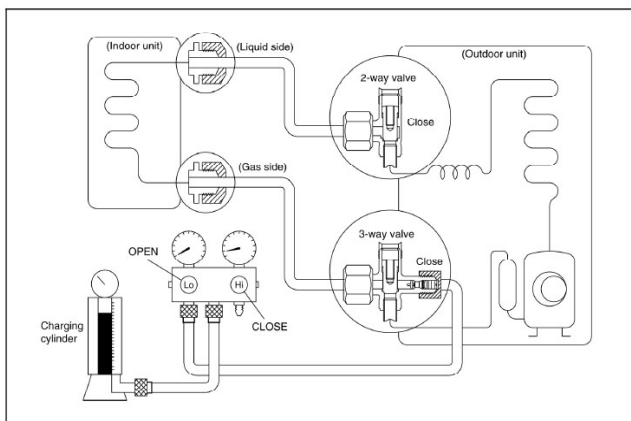 (Indoor unit)
(Liquid side)
(Outdoor unit)
2-way valve
Close
(Gas side)
3-way valve
Close
OPEN
Lo
Hi
CLOSE
Charging
cylinder